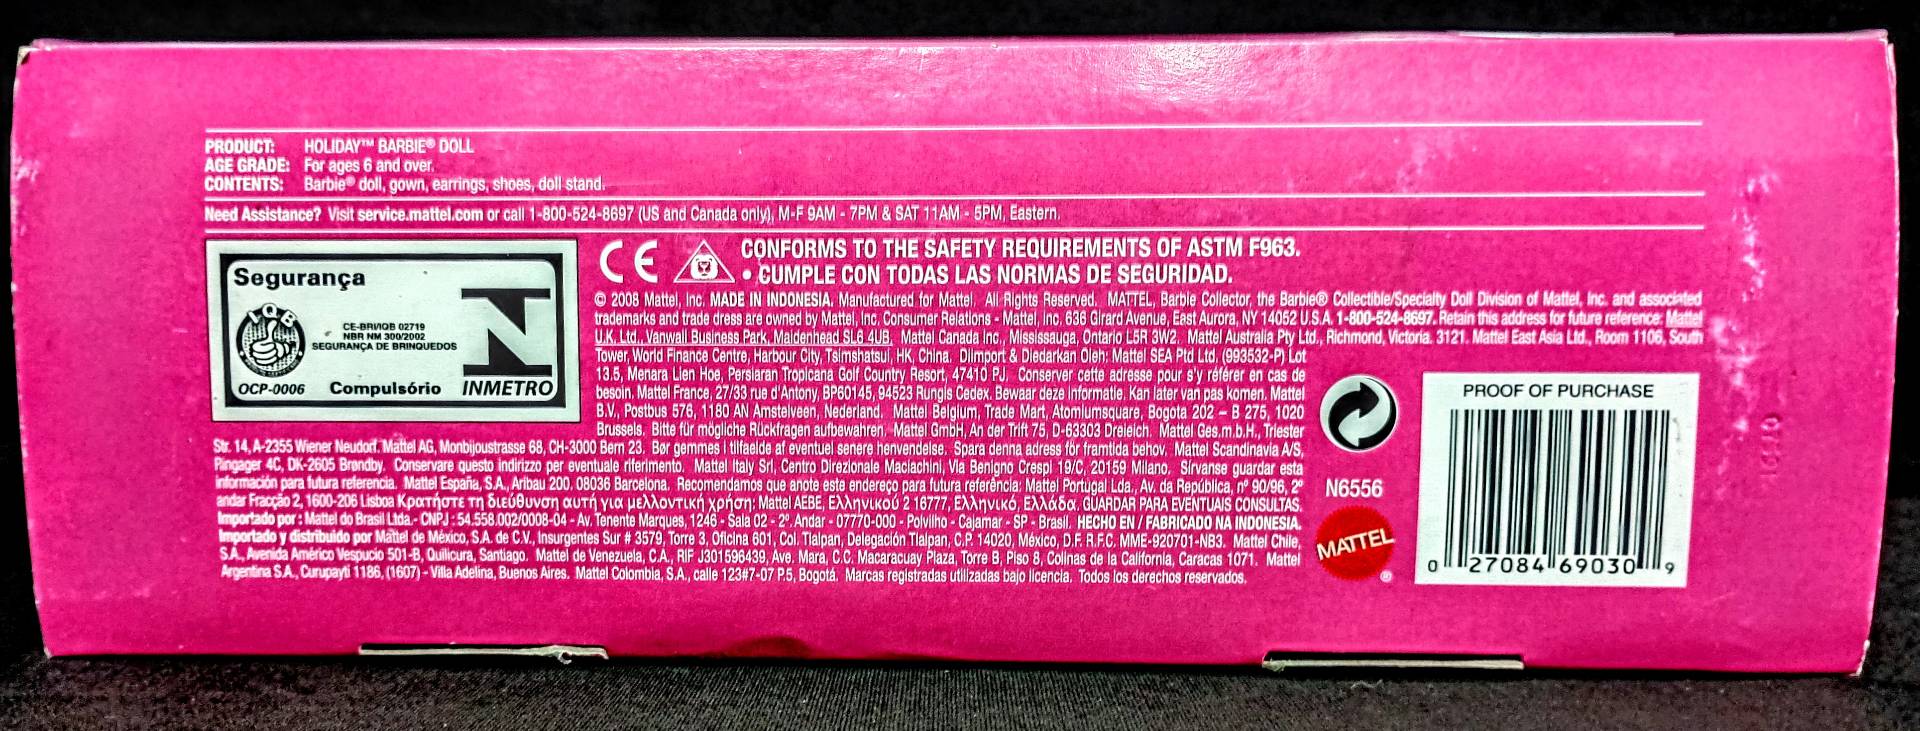 PRODUCT: HOLIDAY™ BARBIE® DOLL
AGE GRADE: For ages 6 and over.
CONTENTS: Barbie® doll, gown, earrings, shoes, doll stand.
Need Assistance? Visit service.mattel.com or call 1-800-524-8697 (US and Canada only), M-F 9AM - 7PM & SAT 11AM - 5PM, Eastern.
Segurança
IQB
CE-BRI/IQB 02719
NBR NM 300/2002
SEGURANÇA DE BRINQUEDOS
OCP-0006 Compulsório INMETRO
CE
CONFORMS TO THE SAFETY REQUIREMENTS OF ASTM F963.
• CUMPLE CON TODAS LAS NORMAS DE SEGURIDAD.
© 2008 Mattel, Inc. MADE IN INDONESIA. Manufactured for Mattel. All Rights Reserved. MATTEL, Barbie Collector, the Barbie® Collectible/Specialty Doll Division of Mattel, Inc. and associated
trademarks and trade dress are owned by Mattel, Inc. Consumer Relations - Mattel, Inc. 636 Girard Avenue, East Aurora, NY 14052 U.S.A. 1-800-524-8697. Retain this address for future reference: Mattel
U.K. Ltd., Vanwall Business Park, Maidenhead SL6 4UB. Mattel Canada Inc., Mississauga, Ontario L5R 3W2. Mattel Australia Pty Ltd., Richmond, Victoria. 3121. Mattel East Asia Ltd., Room 1106, South
Tower, World Finance Centre, Harbour City, Tsimshatsui, HK, China. Diimport & Diedarkan Oleh: Mattel SEA Ptd Ltd. (993532-P) Lot
13.5, Menara Lien Hoe, Persiaran Tropicana Golf Country Resort, 47410 PJ. Conserver cette adresse pour s'y référer en cas de
besoin. Mattel France, 27/33 rue d'Antony, BP60145, 94523 Rungis Cedex. Bewaar deze informatie. Kan later van pas komen. Mattel
B.V., Postbus 576, 1180 AN Amstelveen, Nederland. Mattel Belgium, Trade Mart, Atomiumsquare, Bogota 202 – B 275, 1020
Brussels. Bitte für mögliche Rückfragen aufbewahren. Mattel GmbH, An der Trift 75, D-63303 Dreieich. Mattel Ges.m.b.H., Triester
Str. 14, A-2355 Wiener Neudorf. Mattel AG, Monbijoustrasse 68, CH-3000 Bern 23. Bør gemmes i tilfælde af eventuel senere henvendelse. Spara denna adress för framtida behov. Mattel Scandinavia A/S,
Ringager 4C, DK-2605 Brøndby. Conservare questo indirizzo per eventuale riferimento. Mattel Italy Srl, Centro Direzionale Maciachini, Via Benigno Crespi 19/C, 20159 Milano. Sírvanse guardar esta
información para futura referencia. Mattel España, S.A., Aribau 200. 08036 Barcelona. Recomendamos que anote este endereço para futura referência: Mattel Portugal Lda., Av. da República, nº 90/96, 2º
andar Fracção 2, 1600-206 Lisboa Κρατήστε τη διεύθυνση αυτή για μελλοντική χρήση: Mattel AEBE, Ελληνικού 2 16777, Ελληνικό, Ελλάδα. GUARDAR PARA EVENTUAIS CONSULTAS.
Importado por : Mattel do Brasil Ltda.- CNPJ : 54.558.002/0008-04 - Av. Tenente Marques, 1246 - Sala 02 - 2º. Andar - 07770-000 - Polvilho - Cajamar - SP - Brasil. HECHO EN / FABRICADO NA INDONESIA.
Importado y distribuido por Mattel de México, S.A. de C.V., Insurgentes Sur # 3579, Torre 3, Oficina 601, Col. Tlalpan, Delegación Tlalpan, C.P. 14020, México, D.F. R.F.C. MME-920701-NB3. Mattel Chile,
S.A., Avenida Américo Vespucio 501-B, Quilicura, Santiago. Mattel de Venezuela, C.A., RIF J301596439, Ave. Mara, C.C. Macaracuay Plaza, Torre B, Piso 8, Colinas de la California, Caracas 1071. Mattel
Argentina S.A., Curupaytí 1186, (1607) - Villa Adelina, Buenos Aires. Mattel Colombia, S.A., calle 123#7-07 P.5, Bogotá. Marcas registradas utilizadas bajo licencia. Todos los derechos reservados.
N6556
MATTEL®
PROOF OF PURCHASE
0 27084 69030 9